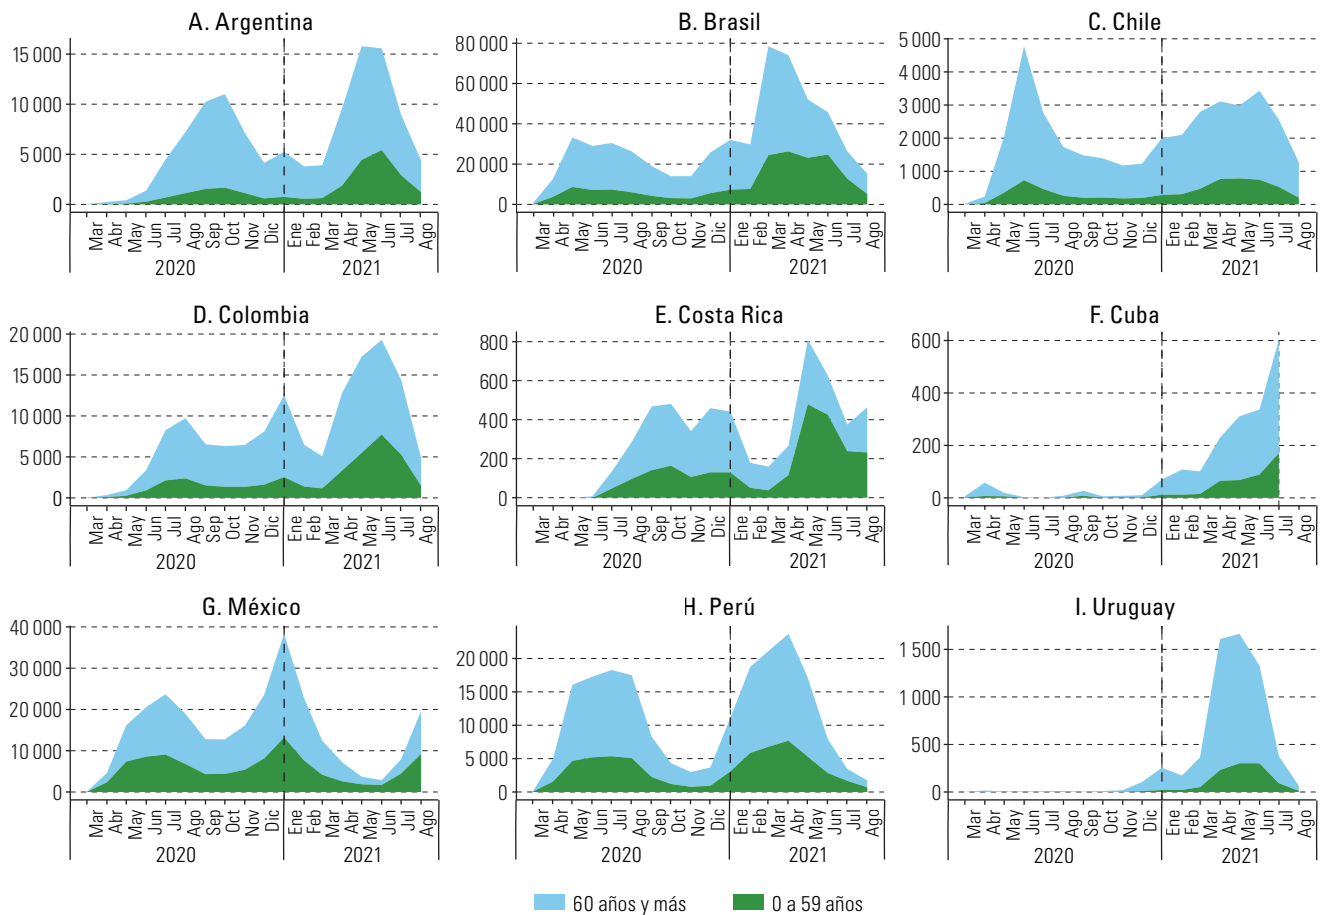 A. Argentina
15 000
10 000
5 000
0
Mar Abr May Jun Jul Ago Sep Oct Nov Dic Ene Feb Mar Abr May Jun Jul Ago
2020 2021
B. Brasil
80 000
60 000
40 000
20 000
0
Mar Abr May Jun Jul Ago Sep Oct Nov Dic Ene Feb Mar Abr May Jun Jul Ago
2020 2021
C. Chile
5 000
4 000
3 000
2 000
1 000
0
Mar Abr May Jun Jul Ago Sep Oct Nov Dic Ene Feb Mar Abr May Jun Jul Ago
2020 2021
D. Colombia
20 000
15 000
10 000
5 000
0
Mar Abr May Jun Jul Ago Sep Oct Nov Dic Ene Feb Mar Abr May Jun Jul Ago
2020 2021
E. Costa Rica
800
600
400
200
0
Mar Abr May Jun Jul Ago Sep Oct Nov Dic Ene Feb Mar Abr May Jun Jul Ago
2020 2021
F. Cuba
600
400
200
0
Mar Abr May Jun Jul Ago Sep Oct Nov Dic Ene Feb Mar Abr May Jun Jul Ago
2020 2021
G. México
40 000
30 000
20 000
10 000
0
Mar Abr May Jun Jul Ago Sep Oct Nov Dic Ene Feb Mar Abr May Jun Jul Ago
2020 2021
H. Perú
20 000
15 000
10 000
5 000
0
Mar Abr May Jun Jul Ago Sep Oct Nov Dic Ene Feb Mar Abr May Jun Jul Ago
2020 2021
I. Uruguay
1 500
1 000
500
0
Mar Abr May Jun Jul Ago Sep Oct Nov Dic Ene Feb Mar Abr May Jun Jul Ago
2020 2021
60 años y más 0 a 59 años